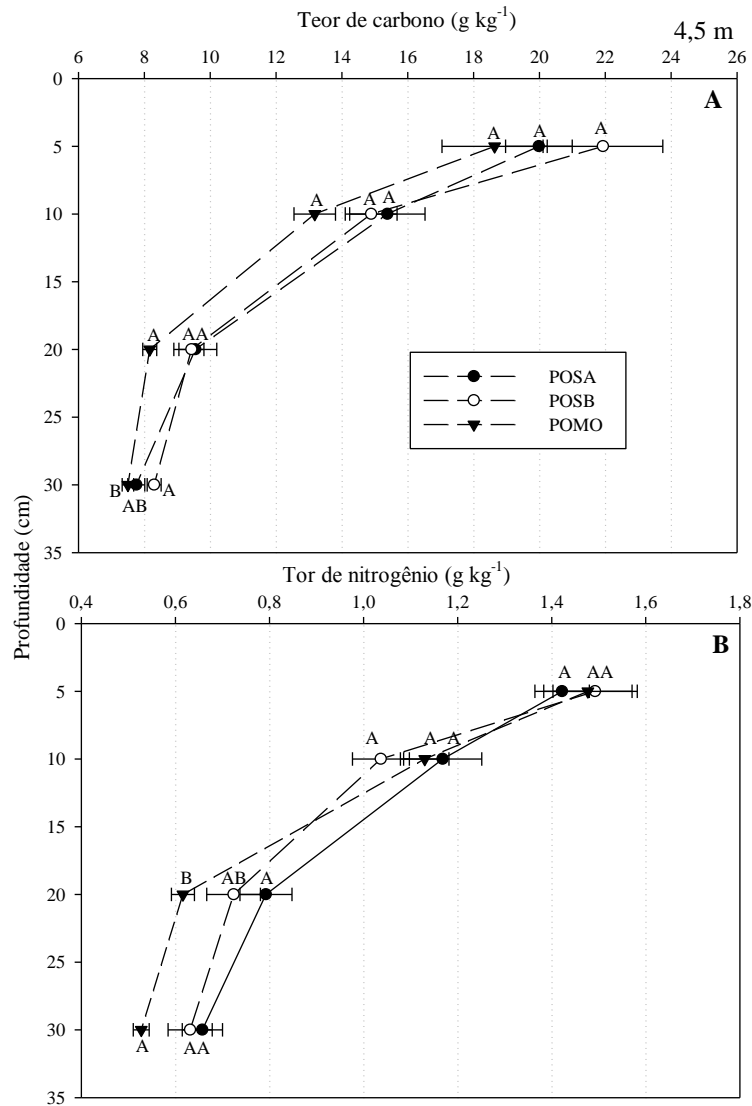 Teor de carbono (g kg-1)
4,5 m
6 8 10 12 14 16 18 20 22 24 26
0
A
A A A
5
A A A
10
15
A AA
20
POSA
POSB
POMO
25
30
B AB A
35
Profundidade (cm)
Tor de nitrogênio (g kg-1)
0,4 0,6 0,8 1,0 1,2 1,4 1,6 1,8
0
B
A AA
5
A A A
10
15
B AB A
20
25
30
A AA
35